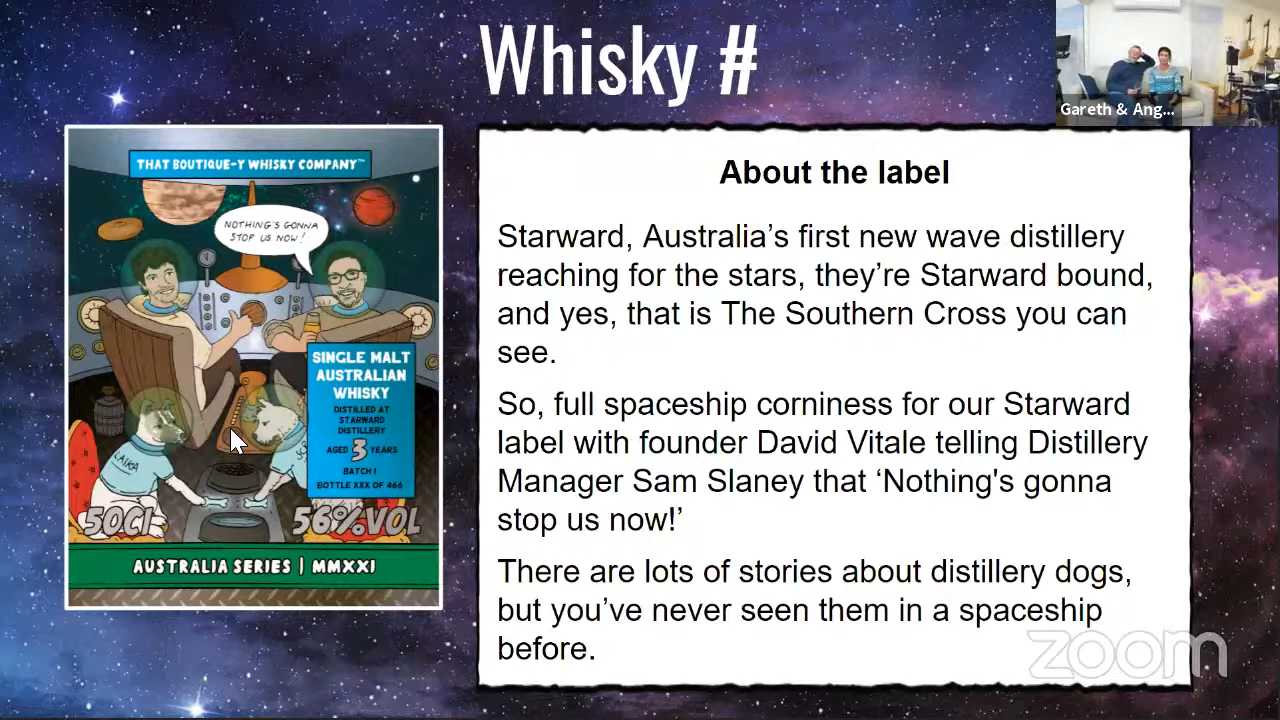 Whisky #
Gareth & Ang...
THAT BOUTIQUE-Y WHISKY COMPANY™
NOTHING'S GONNA
STOP US NOW!
SINGLE MALT
AUSTRALIAN
WHISKY
DISTILLED AT
STARWARD
DISTILLERY
AGED 3 YEARS
BATCH 1
BOTTLE XXX OF 466
LAIKA
50Cl
56%VOL
AUSTRALIA SERIES | MMXXI
About the label
Starward, Australia’s first new wave distillery
reaching for the stars, they’re Starward bound,
and yes, that is The Southern Cross you can
see.
So, full spaceship corniness for our Starward
label with founder David Vitale telling Distillery
Manager Sam Slaney that ‘Nothing's gonna
stop us now!’
There are lots of stories about distillery dogs,
but you’ve never seen them in a spaceship
before.
zoom